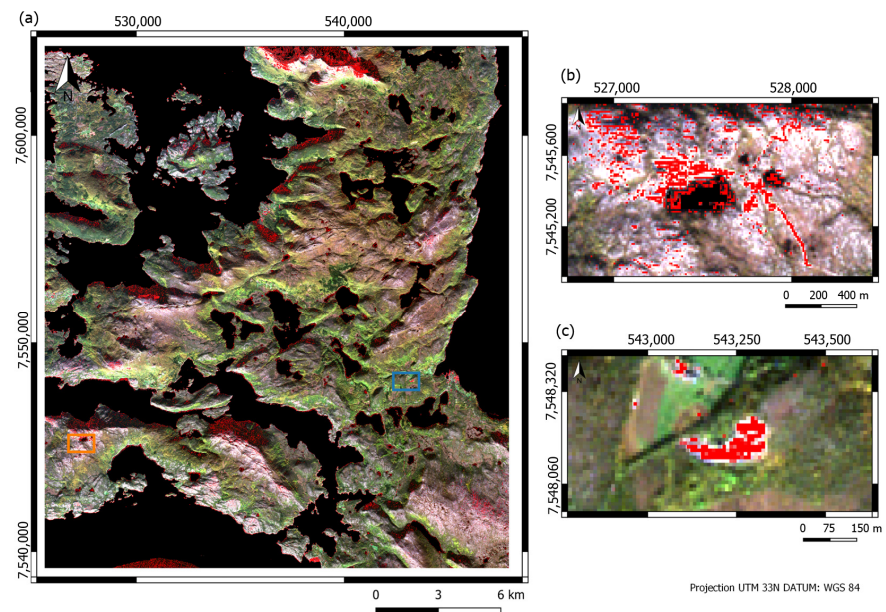 (a)
530,000 540,000
N
7,600,000
7,550,000
7,540,000
0 3 6 km
(b)
527,000 528,000
7,545,600
7,545,200
0 200 400 m
(c)
543,000 543,250 543,500
7,548,320
7,548,060
0 75 150 m
Projection UTM 33N DATUM: WGS 84